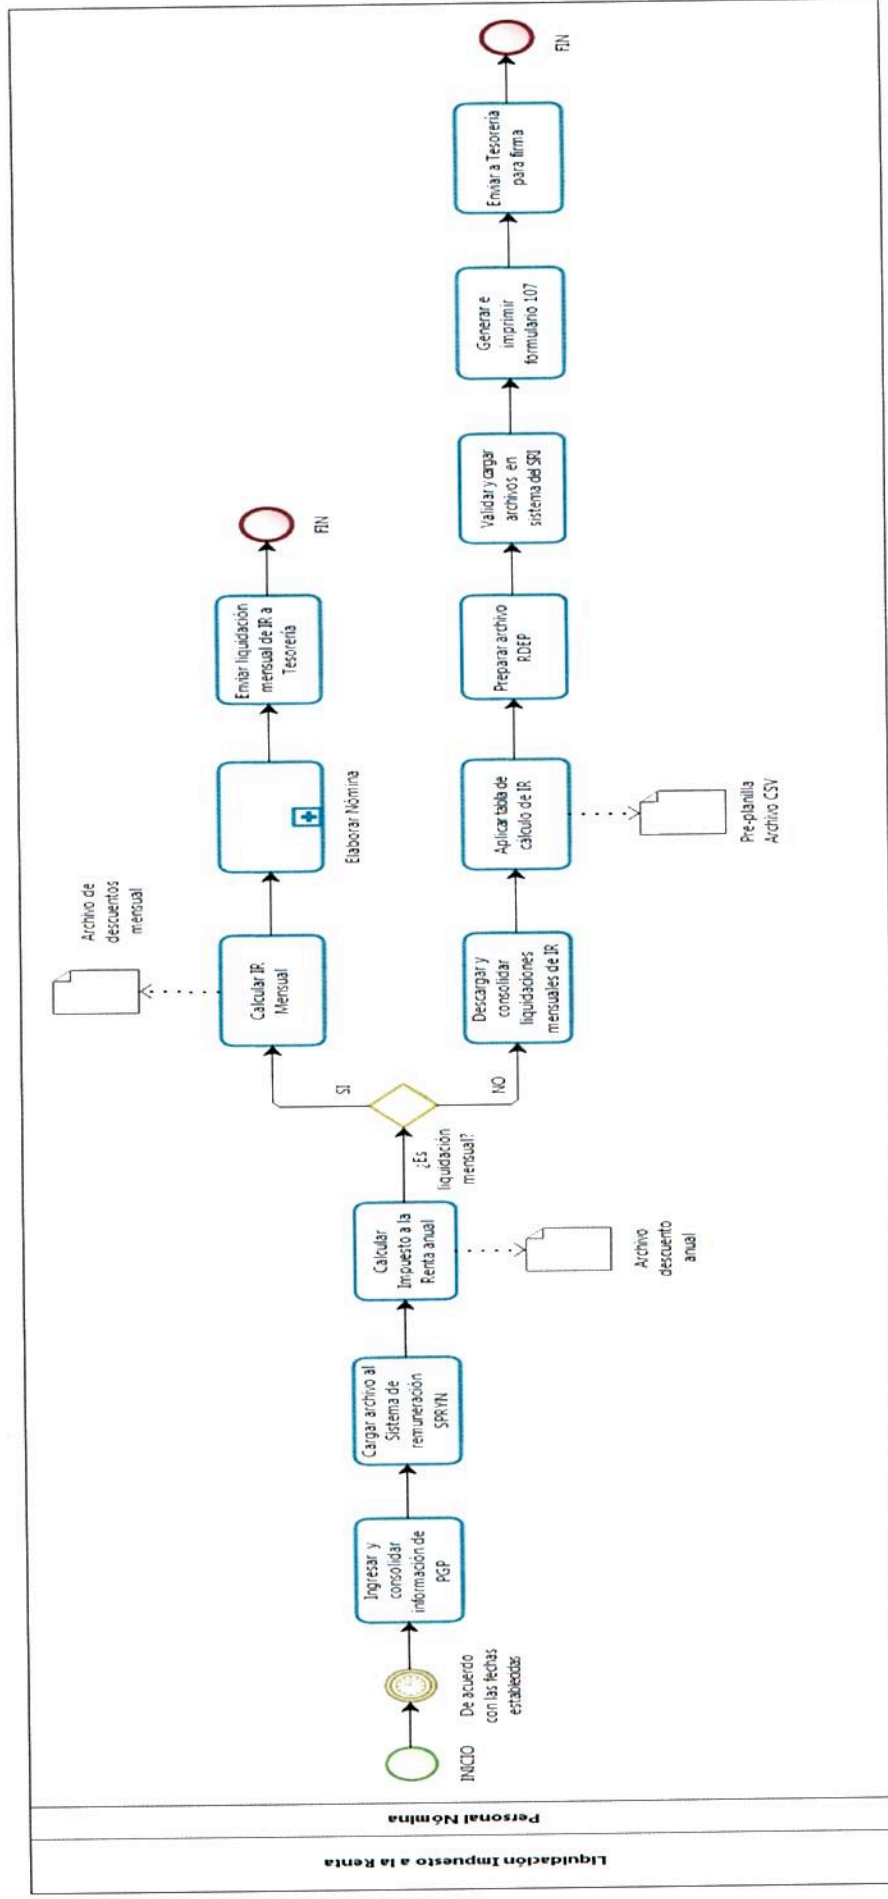 Liquidación Impuesto a la Renta
Personal Nómina
INICIO
De acuerdo
con las fechas
establecidas
Ingresar y
consolidar
información de
PGP
Cargar archivo al
Sistema de
remuneración
SPRYN
Calcular
Impuesto a la
Renta anual
Archivo
descuento
anual
¿Es
liquidación
mensual?
SI
Calcular IR
Mensual
Archivo de
descuentos
mensual
Elaborar Nómina
Enviar liquidación
mensual de IR a
Tesorería
FIN
NO
Descargar y
consolidar
liquidaciones
mensuales de IR
Aplicar tabla de
cálculo de IR
Pre-planilla
Archivo CSV
Preparar archivo
RDEP
Validar y cargar
archivos en
sistema del SRI
Generar e
imprimir
formulario 107
Enviar a Tesorería
para firma
FIN